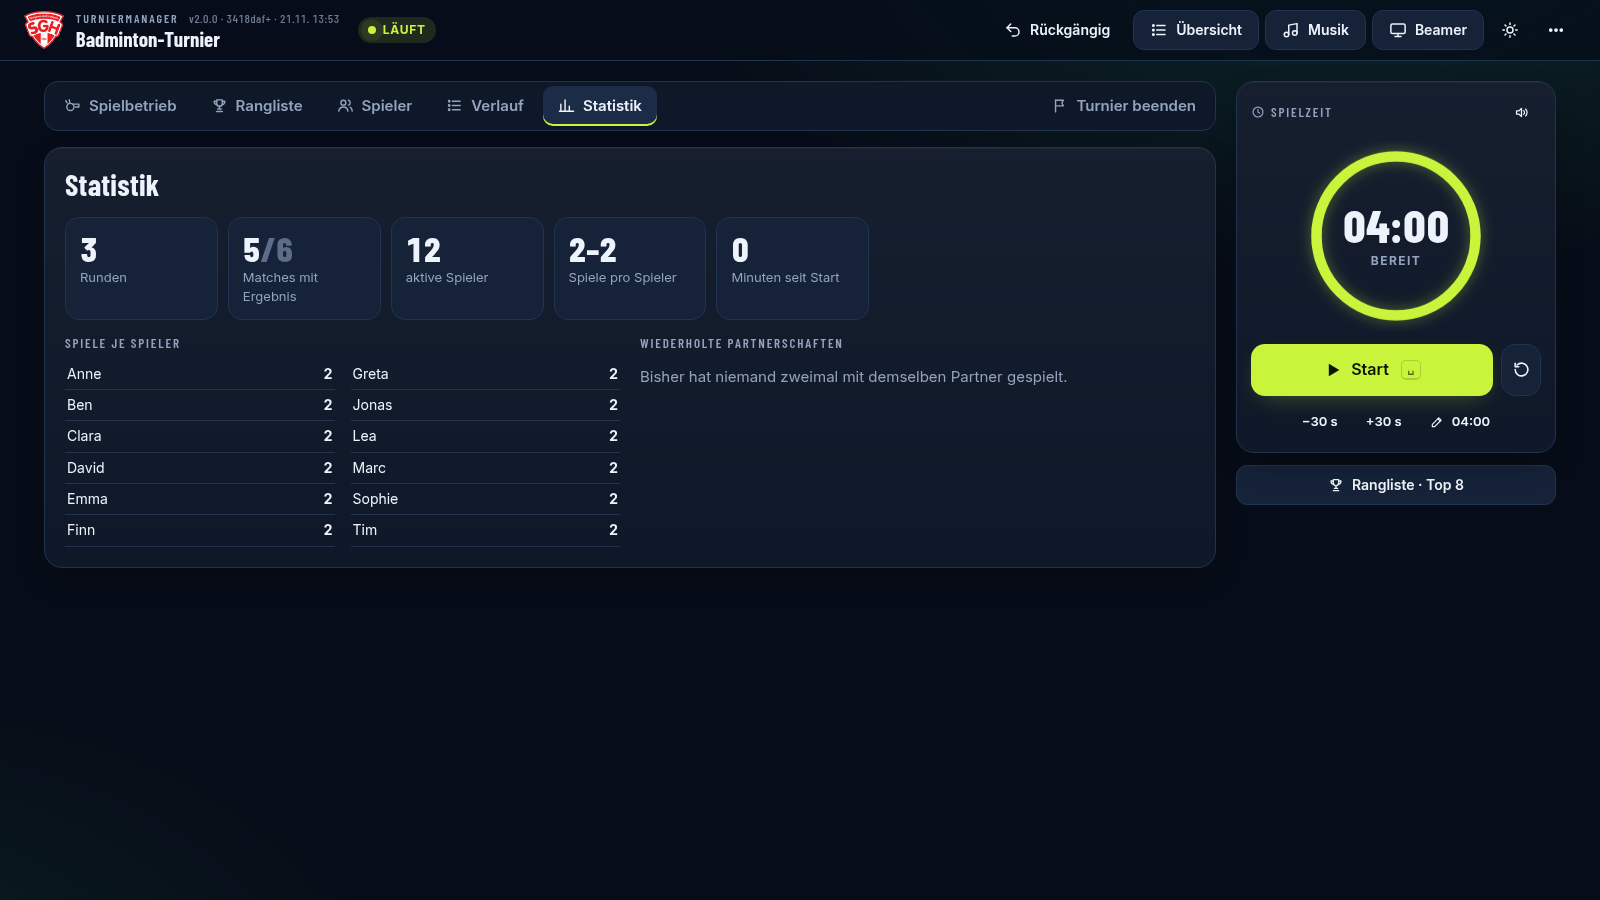 SGH
TURNIERMANAGER v2.0.0 · 3418daf+ · 21.11. 13:53
Badminton-Turnier
LÄUFT
Rückgängig
Übersicht
Musik
Beamer
Spielbetrieb
Rangliste
Spieler
Verlauf
Statistik
Turnier beenden
Statistik
3
Runden
5/6
Matches mit
Ergebnis
12
aktive Spieler
2–2
Spiele pro Spieler
0
Minuten seit Start
SPIELE JE SPIELER
Anne 2
Ben 2
Clara 2
David 2
Emma 2
Finn 2
Greta 2
Jonas 2
Lea 2
Marc 2
Sophie 2
Tim 2
WIEDERHOLTE PARTNERSCHAFTEN
Bisher hat niemand zweimal mit demselben Partner gespielt.
SPIELZEIT
04:00
BEREIT
Start ␣
−30 s
+30 s
04:00
Rangliste · Top 8